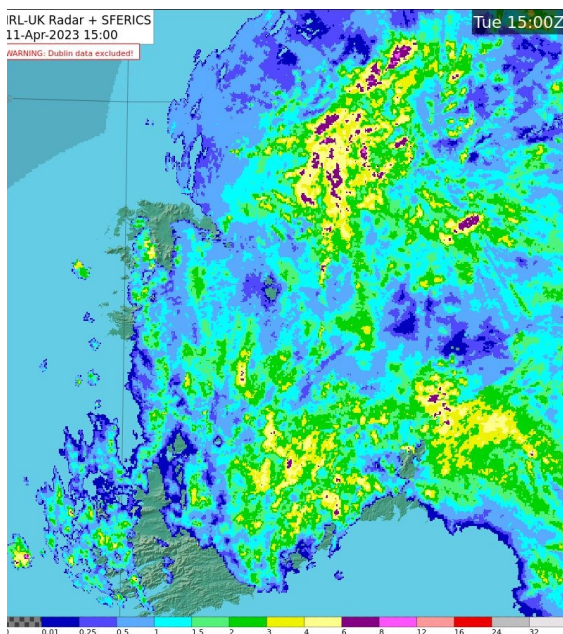 IRL-UK Radar + SFERICS
11-Apr-2023 15:00
WARNING: Dublin data excluded!
Tue 15:00Z
0 0.01 0.25 0.5 1 1.5 2 3 4 6 8 12 16 24 32